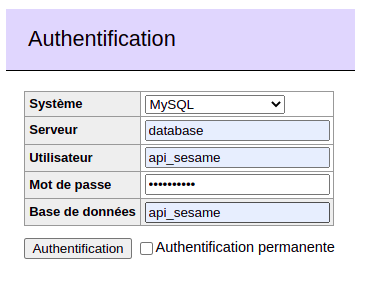 Authentification
Système MySQL
Serveur database
Utilisateur api_sesame
Mot de passe ••••••••••
Base de données api_sesame
Authentification Authentification permanente